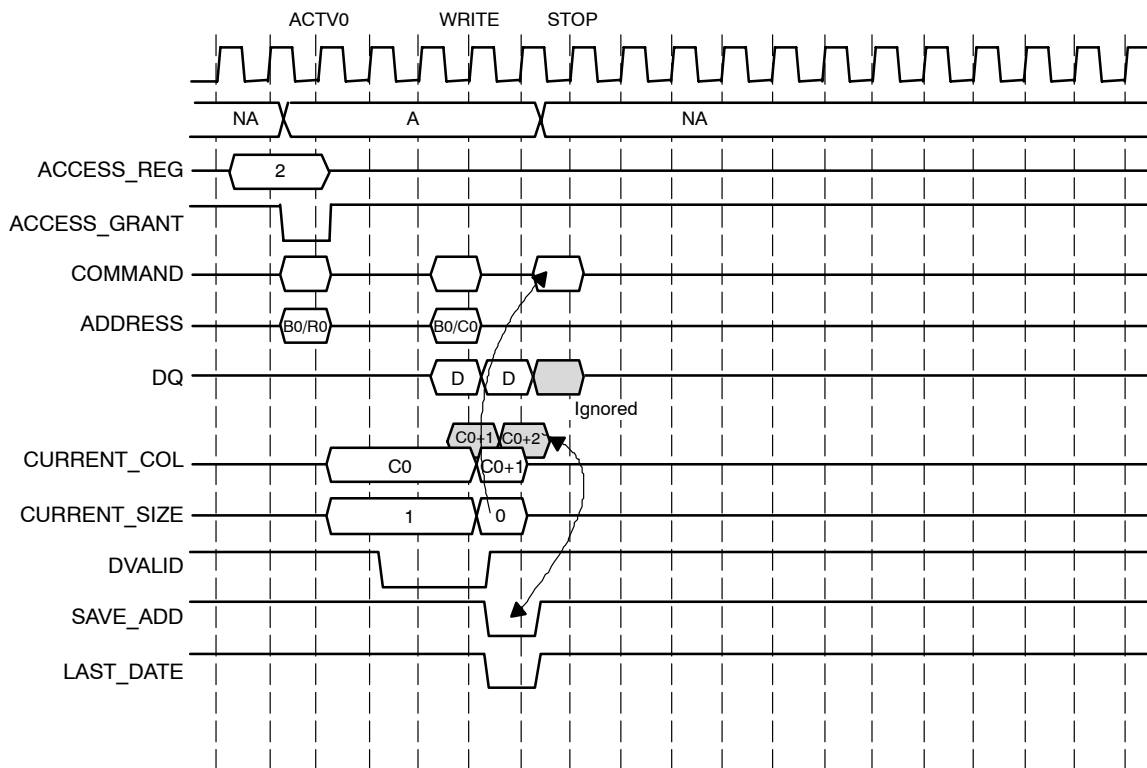 ACTV0 WRITE STOP
NA A NA
ACCESS_REG 2
ACCESS_GRANT
COMMAND
ADDRESS B0/R0 B0/C0
DQ D D
Ignored
C0+1 C0+2
CURRENT_COL C0 C0+1
CURRENT_SIZE 1 0
DVALID
SAVE_ADD
LAST_DATE